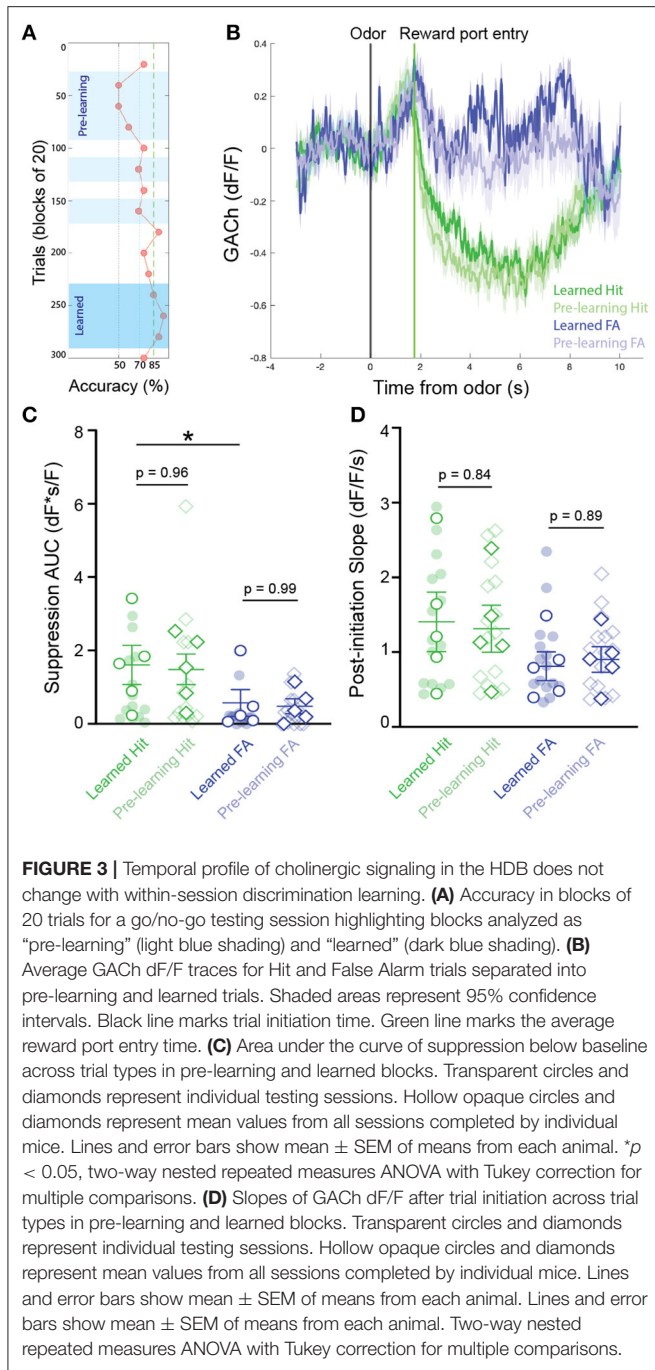 A
0
50
100
150
200
250
300
Trials (blocks of 20)
Pre-learning
Learned
50
70
85
Accuracy (%)
B
Odor
Reward port entry
0.4
0.2
0
-0.2
-0.4
-0.6
-0.8
GACh (dF/F)
Learned Hit
Pre-learning Hit
Learned FA
Pre-learning FA
-4
-2
0
2
4
6
8
10
Time from odor (s)
C
8
6
4
2
0
Suppression AUC (dF*s/F)
*
p = 0.96
p = 0.99
Learned Hit
Pre-learning Hit
Learned FA
Pre-learning FA
D
4
3
2
1
0
Post-initiation Slope (dF/F/s)
p = 0.84
p = 0.89
Learned Hit
Pre-learning Hit
Learned FA
Pre-learning FA
FIGURE 3 | Temporal profile of cholinergic signaling in the HDB does not
change with within-session discrimination learning. (A) Accuracy in blocks of
20 trials for a go/no-go testing session highlighting blocks analyzed as
“pre-learning” (light blue shading) and “learned” (dark blue shading). (B)
Average GACh dF/F traces for Hit and False Alarm trials separated into
pre-learning and learned trials. Shaded areas represent 95% confidence
intervals. Black line marks trial initiation time. Green line marks the average
reward port entry time. (C) Area under the curve of suppression below baseline
across trial types in pre-learning and learned blocks. Transparent circles and
diamonds represent individual testing sessions. Hollow opaque circles and
diamonds represent mean values from all sessions completed by individual
mice. Lines and error bars show mean ± SEM of means from each animal. *p
< 0.05, two-way nested repeated measures ANOVA with Tukey correction for
multiple comparisons. (D) Slopes of GACh dF/F after trial initiation across trial
types in pre-learning and learned blocks. Transparent circles and diamonds
represent individual testing sessions. Hollow opaque circles and diamonds
represent mean values from all sessions completed by individual mice. Lines
and error bars show mean ± SEM of means from each animal. Lines and error
bars show mean ± SEM of means from each animal. Two-way nested
repeated measures ANOVA with Tukey correction for multiple comparisons.